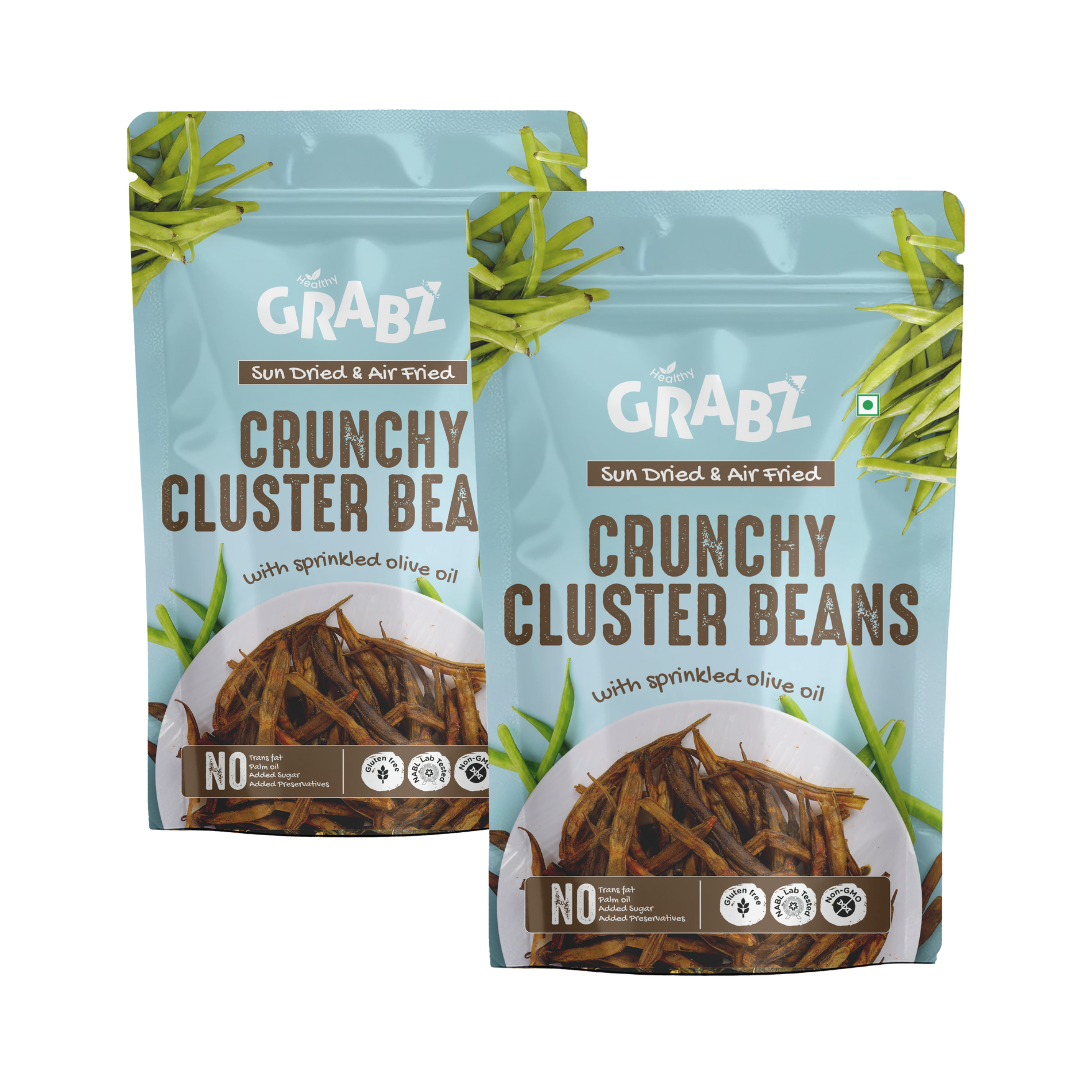 Healthy
GRABZ
Sun Dried & Air Fried
CRUNCHY
CLUSTER BEA
with sprinkled olive oil
NO
Trans fat
Palm oil
Added Sugar
Added Preservatives
Gluten free
NABL Lab Tested
Non-GM
Healthy
GRABZ
Sun Dried & Air Fried
CRUNCHY
CLUSTER BEANS
with sprinkled olive oil
NO
Trans fat
Palm oil
Added Sugar
Added Preservatives
Gluten free
NABL Lab Tested
Non-GMO